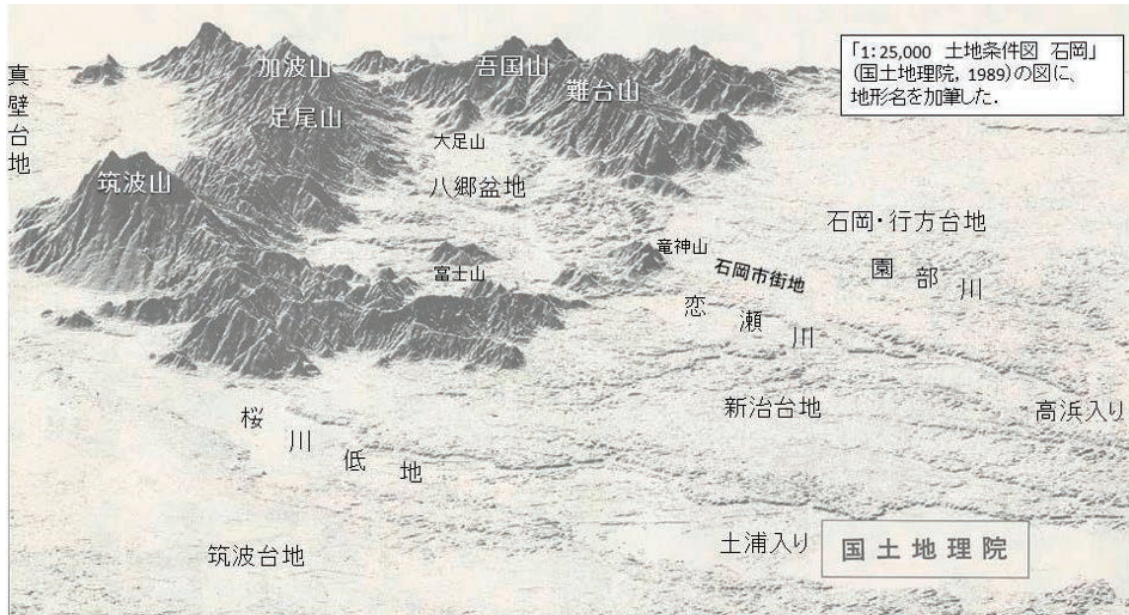 「1:25,000 土地条件図 石岡」
(国土地理院, 1989)の図に、
地形名を加筆した.
真壁台地
加波山
吾国山
難台山
足尾山
大足山
筑波山
八郷盆地
石岡・行方台地
竜神山
富士山
石岡市街地
園部川
恋瀬川
新治台地
高浜入り
桜川低地
土浦入り
国土地理院
筑波台地